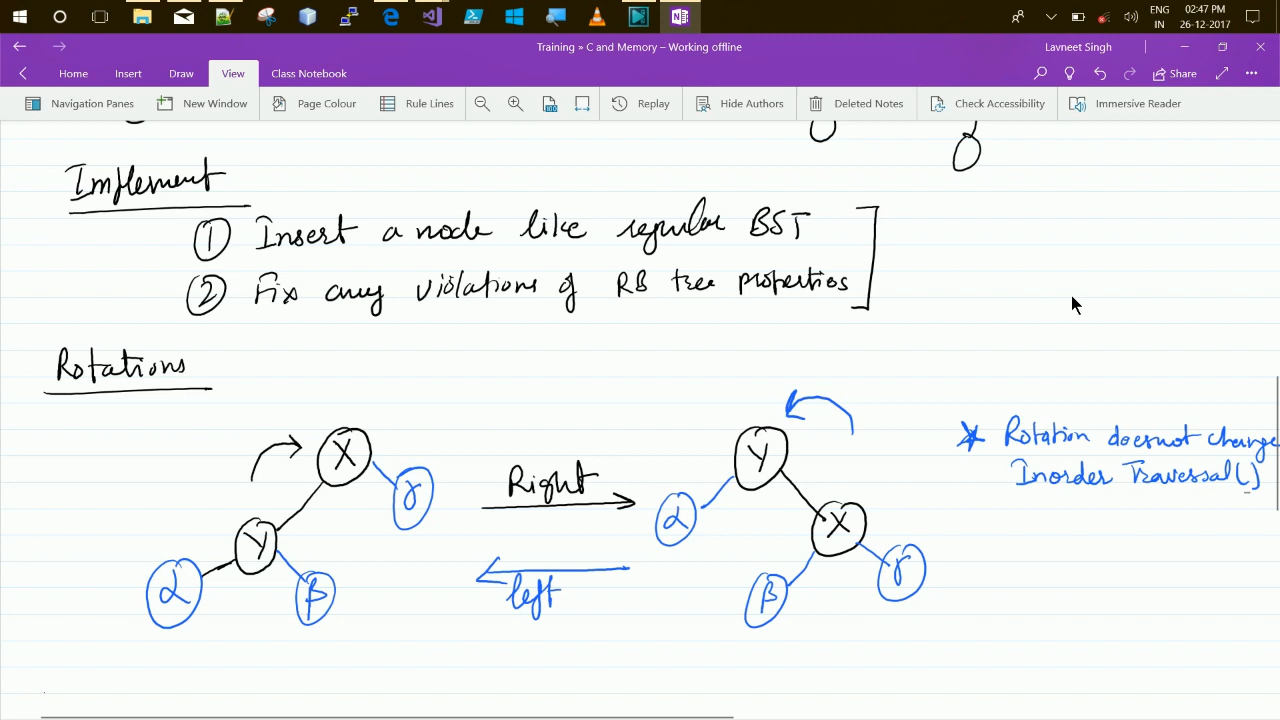 ENG
IN
02:47 PM
26-12-2017
Training » C and Memory – Working offline
Lavneet Singh
Home Insert Draw View Class Notebook
Share
Navigation Panes New Window Page Colour Rule Lines Replay Hide Authors Deleted Notes Check Accessibility Immersive Reader
Implement
① Insert a node like regular BST
② Fix any violations of RB tree properties
Rotations
X
Y
γ
α
β
Right
left
Y
α
X
β
γ
* Rotation doesnot change
Inorder Traversal()